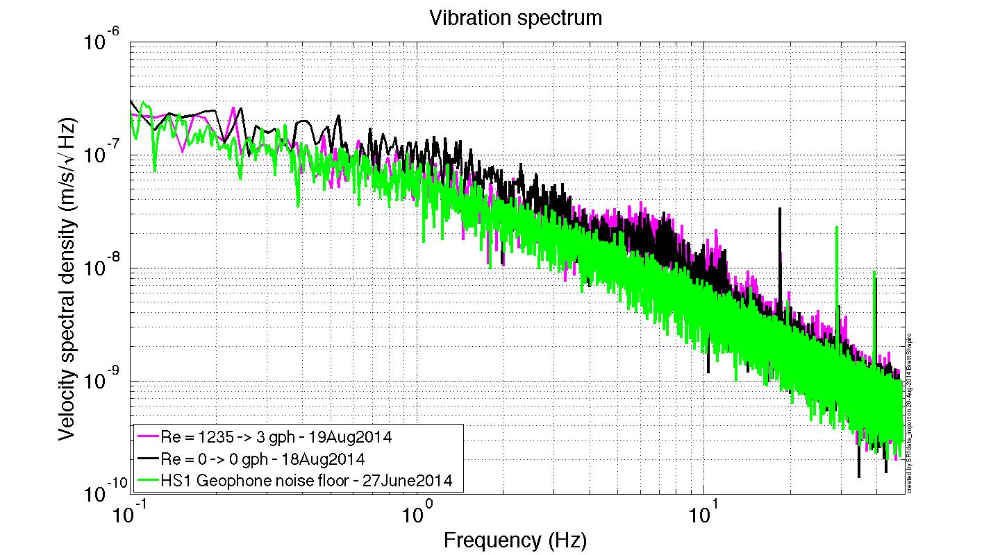 Vibration spectrum
Velocity spectral density (m/s/√ Hz)
10^-6
10^-7
10^-8
10^-9
10^-10
Re = 1235 -> 3 gph - 19Aug2014
Re = 0 -> 0 gph - 18Aug2014
HS1 Geophone noise floor - 27June2014
10^-1
10^0
10^1
Frequency (Hz)
created by SR1data_import on 20-Aug-2014 Brett Shapiro